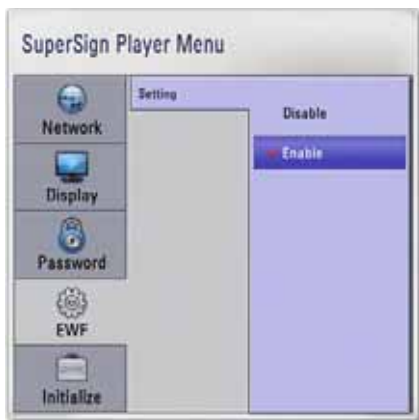 SuperSign Player Menu
Network
Display
Password
EWF
Initialize
Setting
Disable
Enable